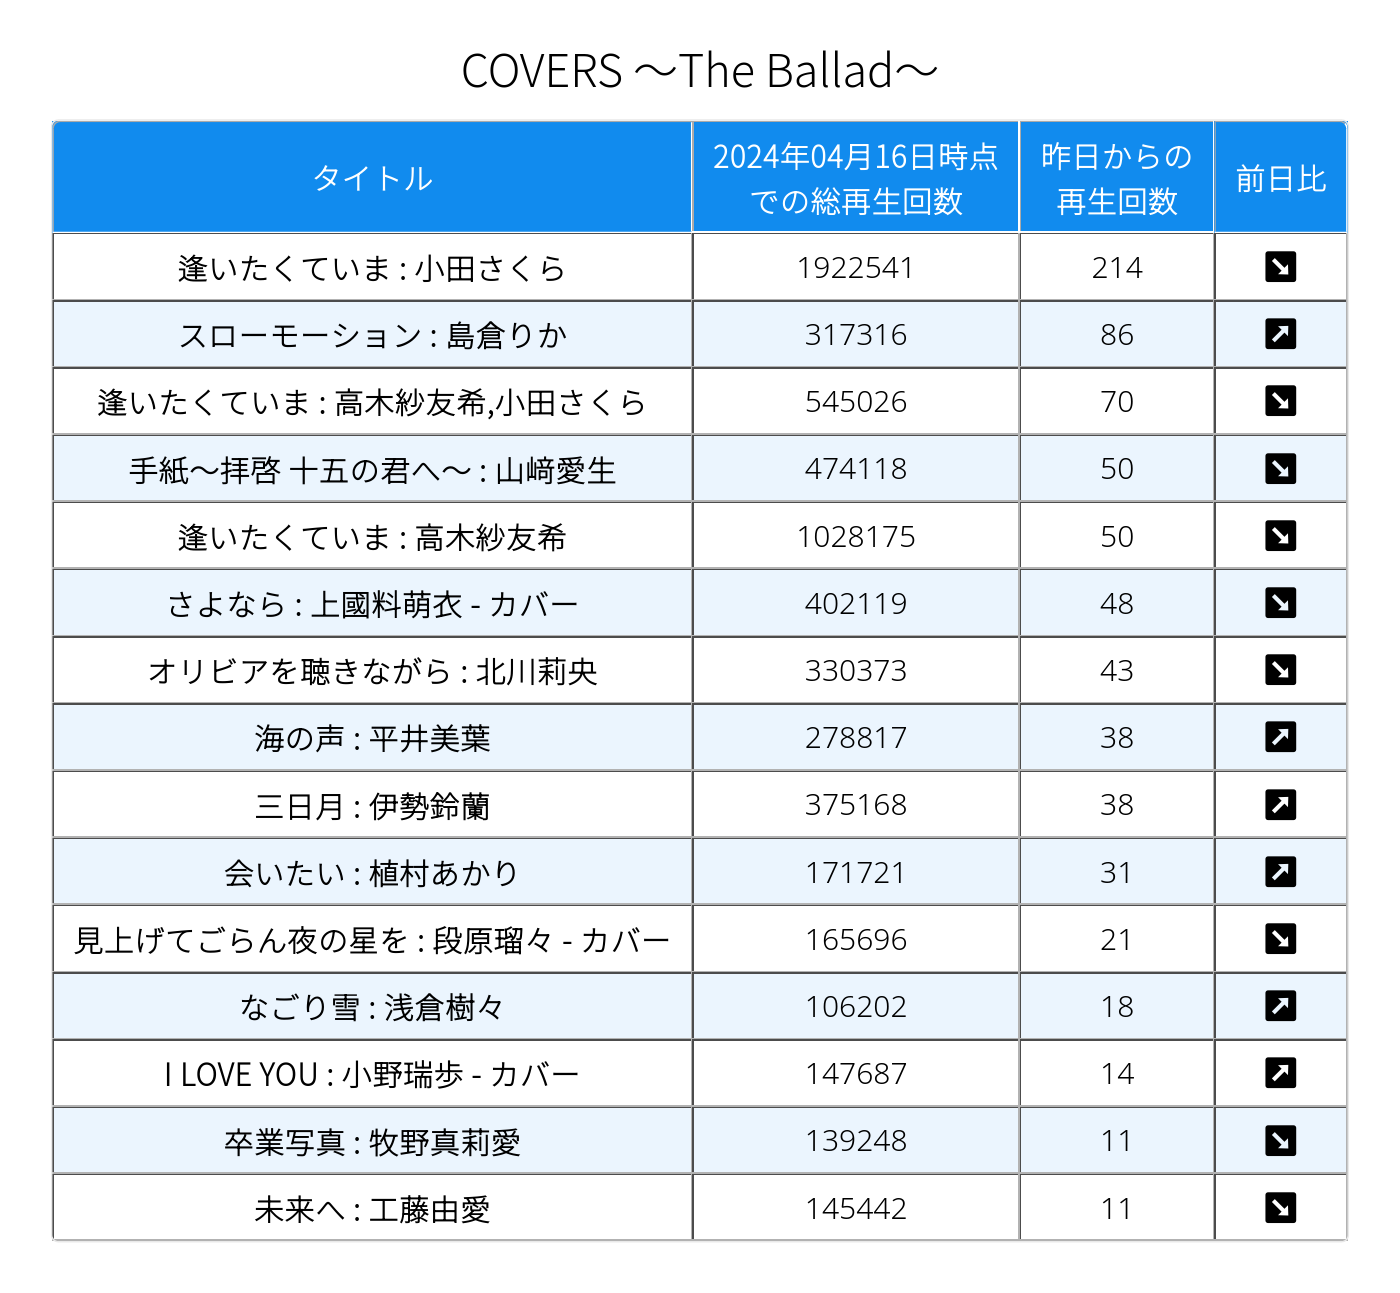 COVERS ～The Ballad～
タイトル 2024年04月16日時点での総再生回数 昨日からの再生回数 前日比
逢いたくていま : 小田さくら 1922541 214 ↘
スローモーション : 島倉りか 317316 86 ↗
逢いたくていま : 高木紗友希,小田さくら 545026 70 ↘
手紙～拝啓 十五の君へ～ : 山﨑愛生 474118 50 ↘
逢いたくていま : 高木紗友希 1028175 50 ↘
さよなら : 上國料萌衣 - カバー 402119 48 ↘
オリビアを聴きながら : 北川莉央 330373 43 ↘
海の声 : 平井美葉 278817 38 ↗
三日月 : 伊勢鈴蘭 375168 38 ↗
会いたい : 植村あかり 171721 31 ↗
見上げてごらん夜の星を : 段原瑠々 - カバー 165696 21 ↘
なごり雪 : 浅倉樹々 106202 18 ↗
I LOVE YOU : 小野瑞歩 - カバー 147687 14 ↗
卒業写真 : 牧野真莉愛 139248 11 ↘
未来へ : 工藤由愛 145442 11 ↘